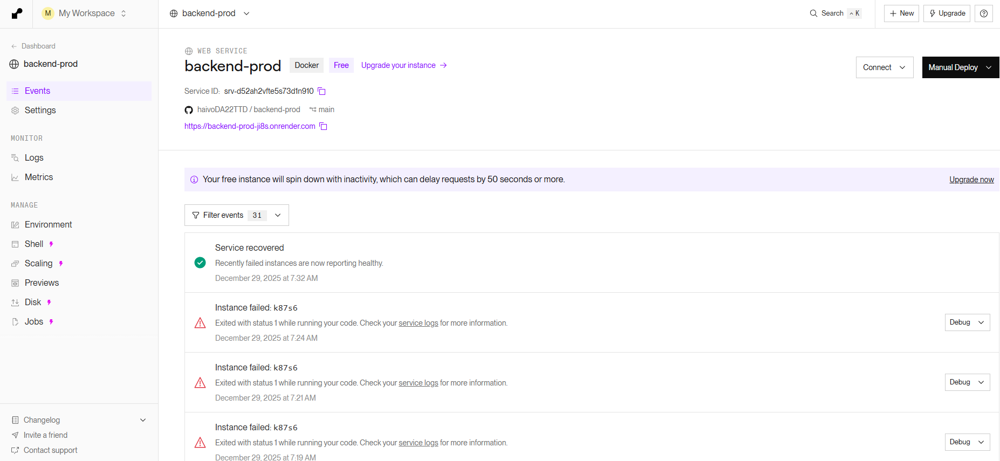 M My Workspace
backend-prod
Search ^ K
+ New
Upgrade
← Dashboard
backend-prod
Events
Settings
MONITOR
Logs
Metrics
MANAGE
Environment
Shell
Scaling
Previews
Disk
Jobs
Changelog
Invite a friend
Contact support
WEB SERVICE
backend-prod Docker Free Upgrade your instance →
Connect
Manual Deploy
Service ID: srv-d52ah2vfte5s73d1n910
haivoDA22TTD / backend-prod main
https://backend-prod-ji8s.onrender.com
Your free instance will spin down with inactivity, which can delay requests by 50 seconds or more.
Upgrade now
Filter events 31
Service recovered
Recently failed instances are now reporting healthy.
December 29, 2025 at 7:32 AM
Instance failed: k87s6
Exited with status 1 while running your code. Check your service logs for more information.
December 29, 2025 at 7:24 AM
Debug
Instance failed: k87s6
Exited with status 1 while running your code. Check your service logs for more information.
December 29, 2025 at 7:21 AM
Debug
Instance failed: k87s6
Exited with status 1 while running your code. Check your service logs for more information.
December 29, 2025 at 7:19 AM
Debug